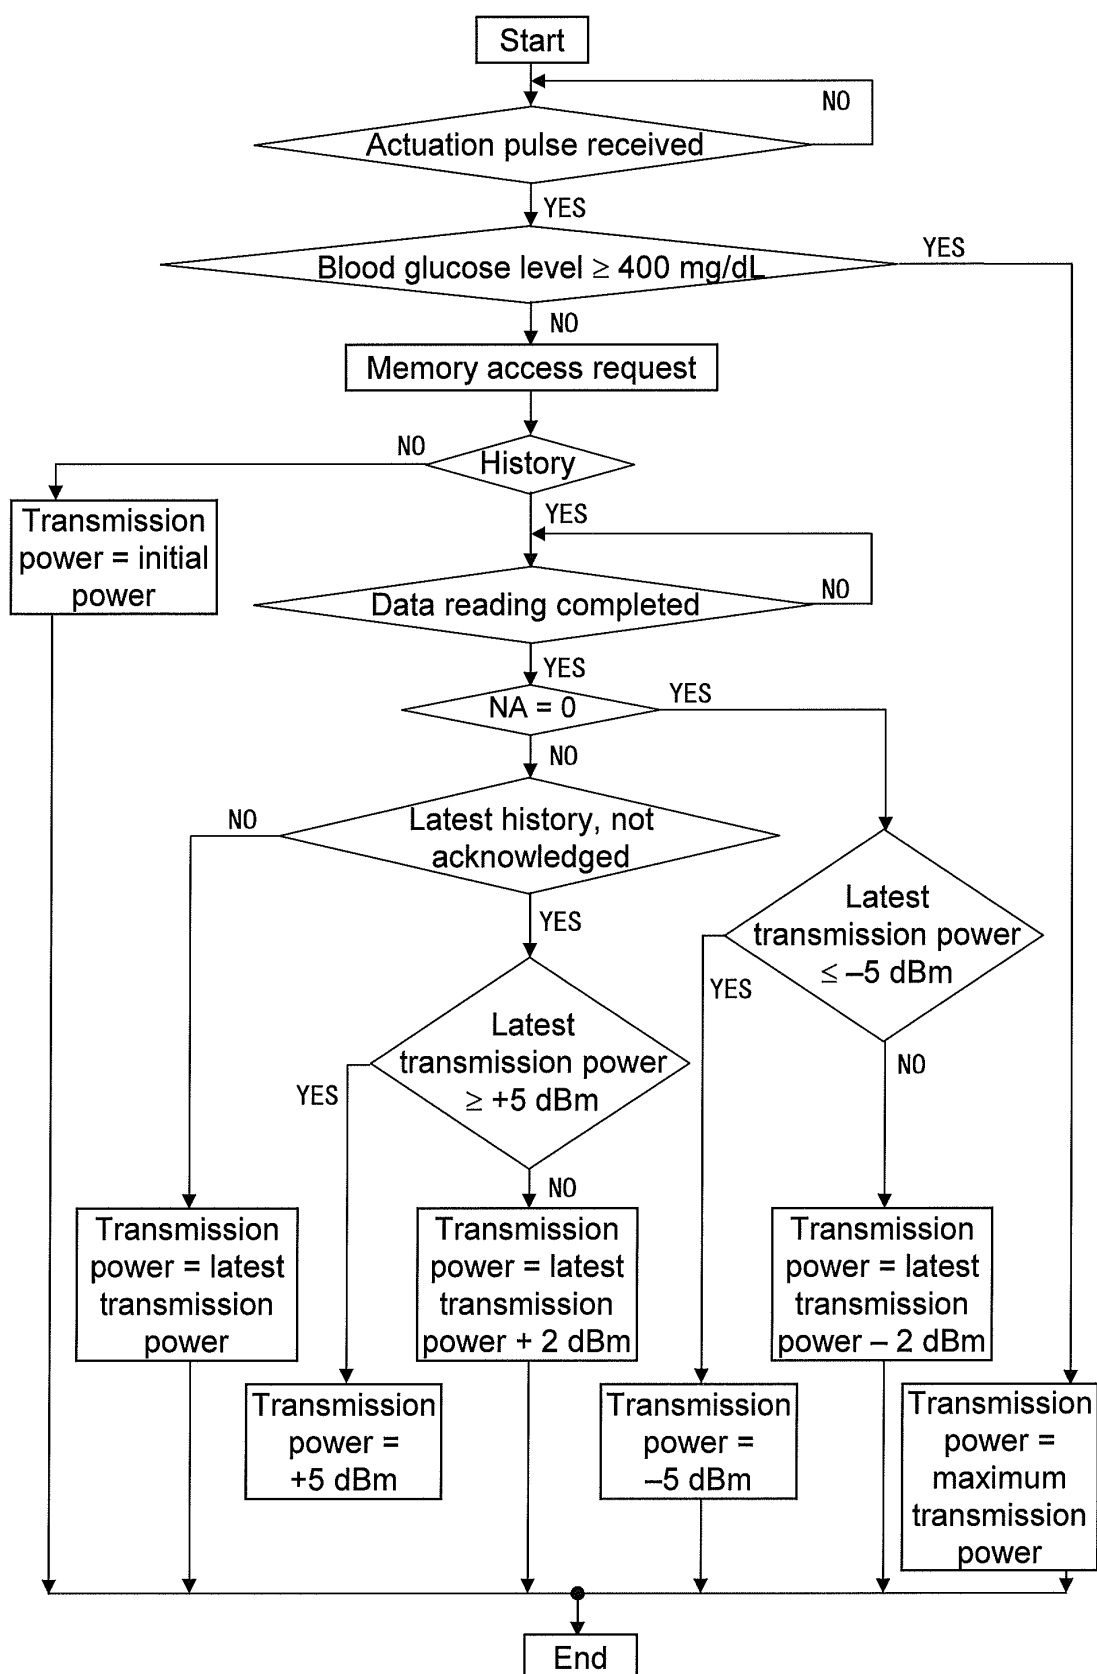 Start
NO
Actuation pulse received
YES
YES
Blood glucose level ≥ 400 mg/dL
NO
Memory access request
NO
History
YES
Transmission
power = initial
power
NO
Data reading completed
YES
YES
NA = 0
NO
NO
Latest history, not
acknowledged
YES
Latest
transmission power
≤ –5 dBm
YES
NO
Latest
transmission power
≥ +5 dBm
YES
NO
Transmission
power = latest
transmission
power
Transmission
power = latest
transmission
power + 2 dBm
Transmission
power = latest
transmission
power – 2 dBm
Transmission
power =
+5 dBm
Transmission
power =
–5 dBm
Transmission
power =
maximum
transmission
power
End